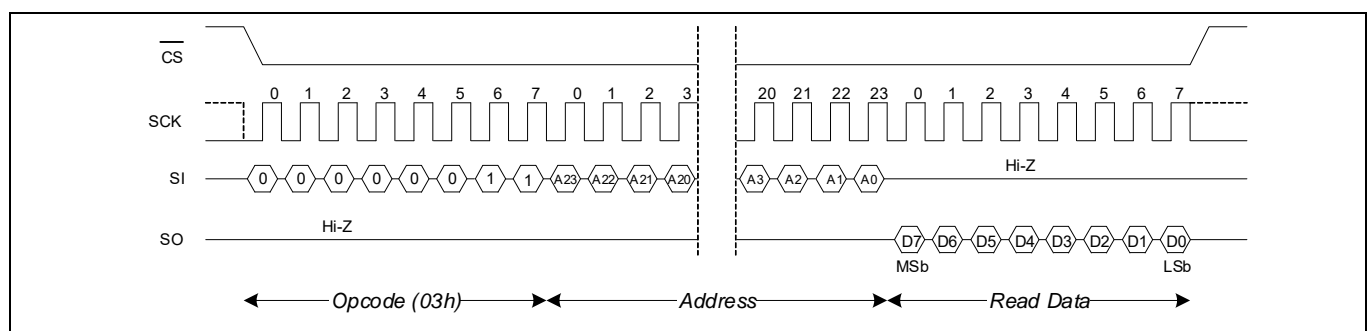 CS
0 1 2 3 4 5 6 7 0 1 2 3 20 21 22 23 0 1 2 3 4 5 6 7
SCK
Hi-Z
SI 0 0 0 0 0 0 1 1 A23 A22 A21 A20 A3 A2 A1 A0
Hi-Z
SO D7 D6 D5 D4 D3 D2 D1 D0
MSb LSb
Opcode (03h) Address Read Data